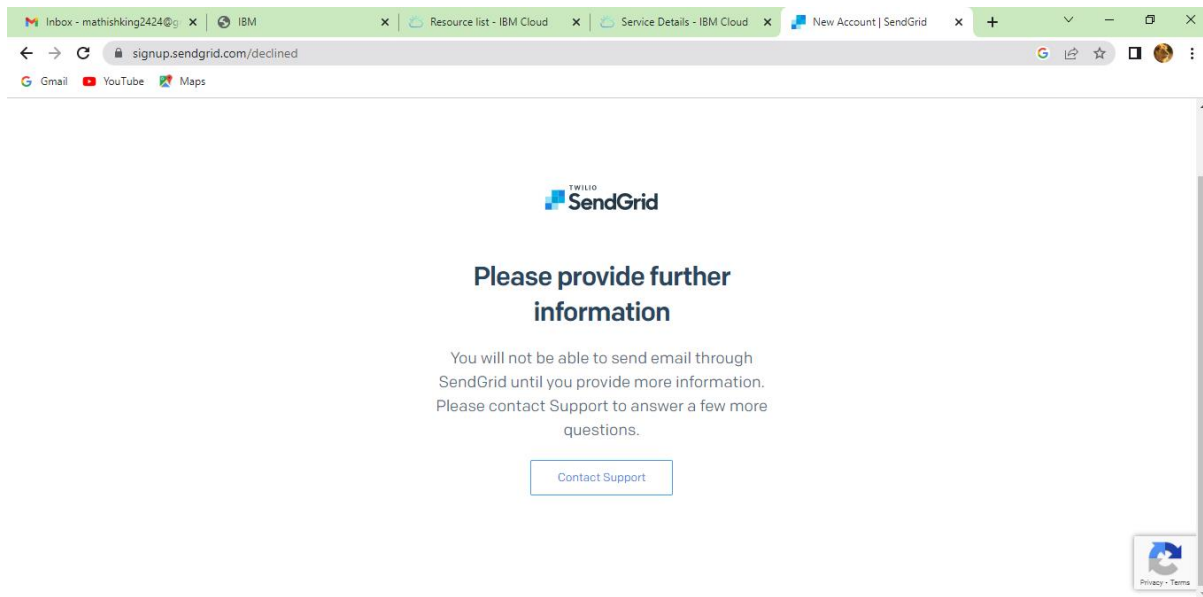 Inbox - mathishking2424@g
IBM
Resource list - IBM Cloud
Service Details - IBM Cloud
New Account | SendGrid
signup.sendgrid.com/declined
G Gmail
YouTube
Maps
TWILIO
SendGrid
Please provide further
information
You will not be able to send email through
SendGrid until you provide more information.
Please contact Support to answer a few more
questions.
Contact Support
Privacy - Terms